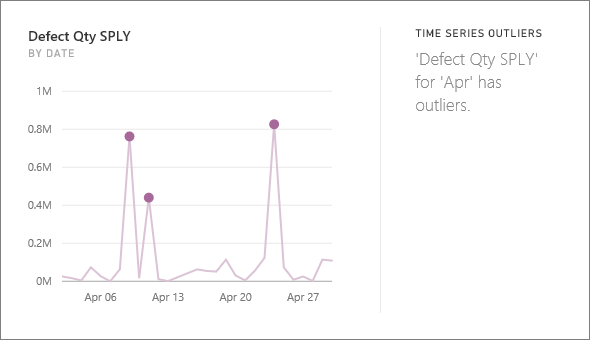 Defect Qty SPLY
BY DATE
1M
0.8M
0.6M
0.4M
0.2M
0M
Apr 06 Apr 13 Apr 20 Apr 27
TIME SERIES OUTLIERS
'Defect Qty SPLY'
for 'Apr' has
outliers.